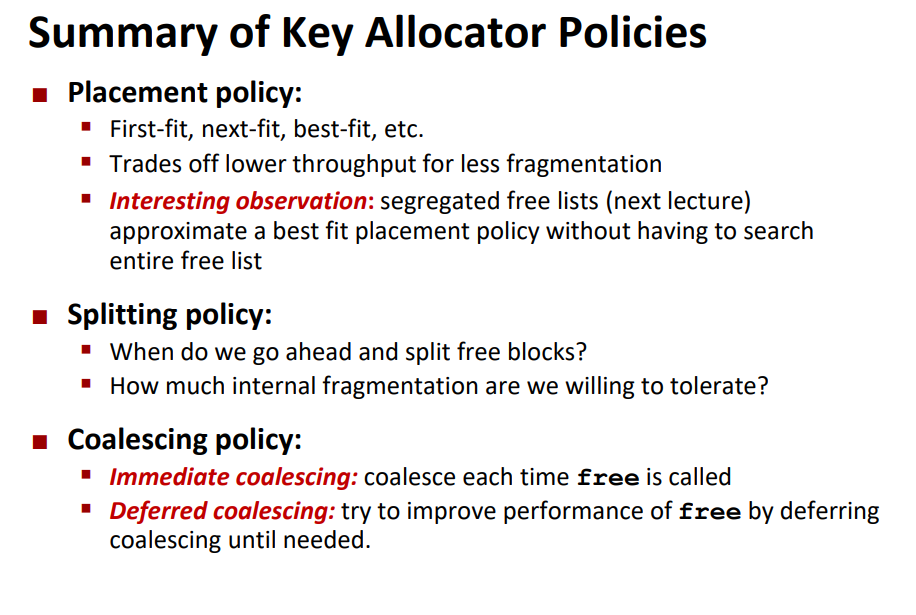 Summary of Key Allocator Policies
■ Placement policy:
▪ First-fit, next-fit, best-fit, etc.
▪ Trades off lower throughput for less fragmentation
▪ Interesting observation: segregated free lists (next lecture)
approximate a best fit placement policy without having to search
entire free list
■ Splitting policy:
▪ When do we go ahead and split free blocks?
▪ How much internal fragmentation are we willing to tolerate?
■ Coalescing policy:
▪ Immediate coalescing: coalesce each time free is called
▪ Deferred coalescing: try to improve performance of free by deferring
coalescing until needed.